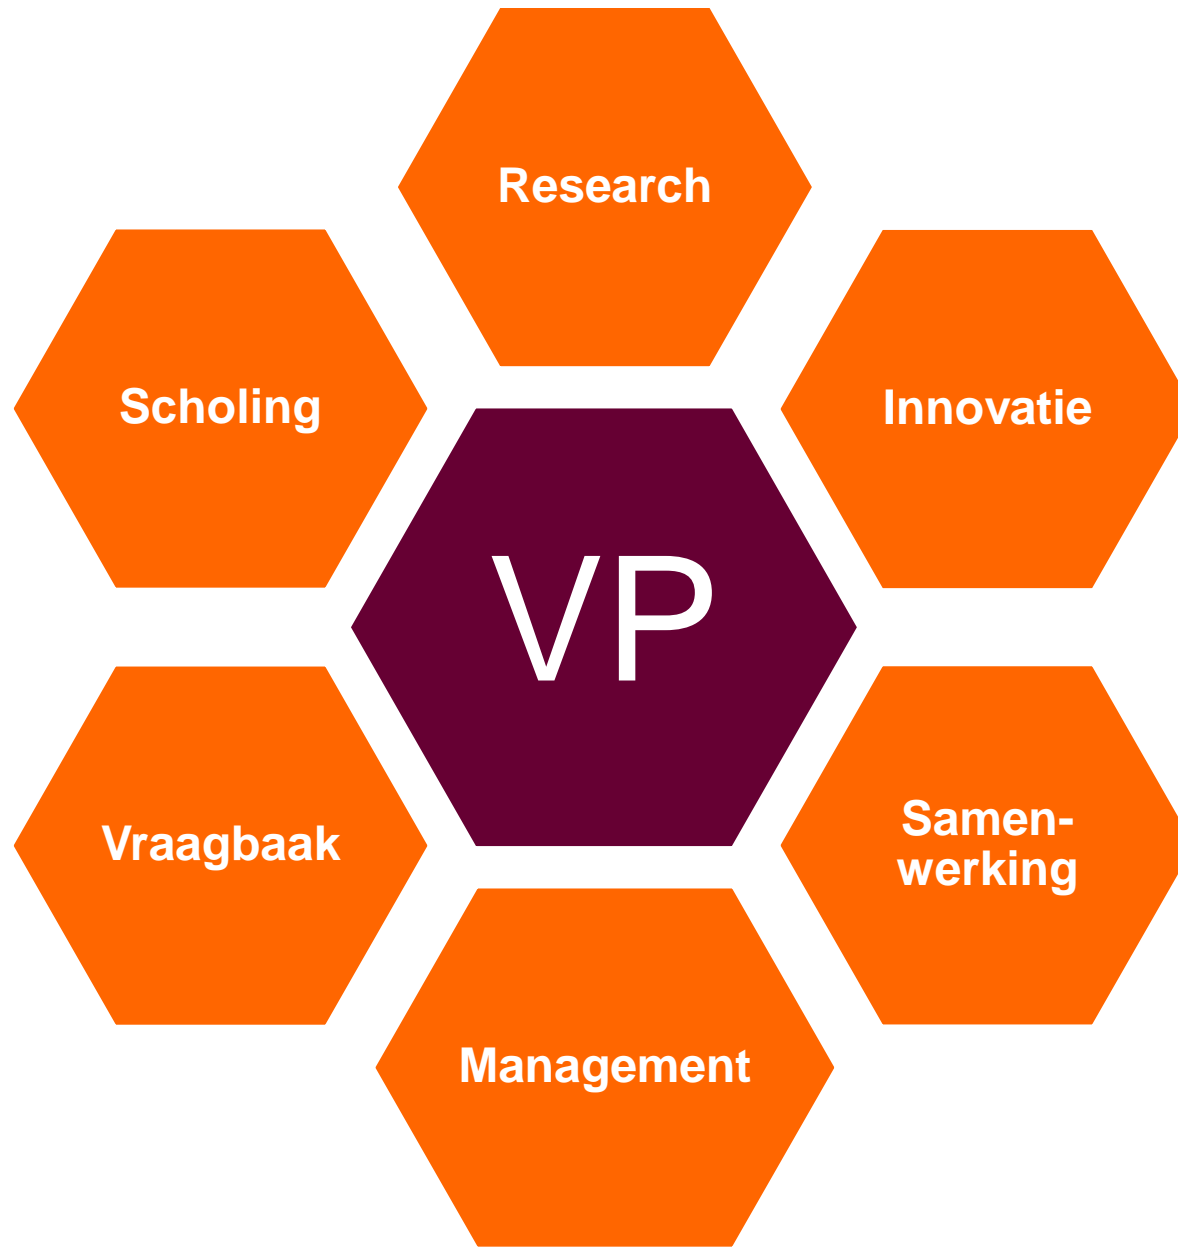 Research
Scholing
Innovatie
VP
Vraagbaak
Samen-
werking
Management